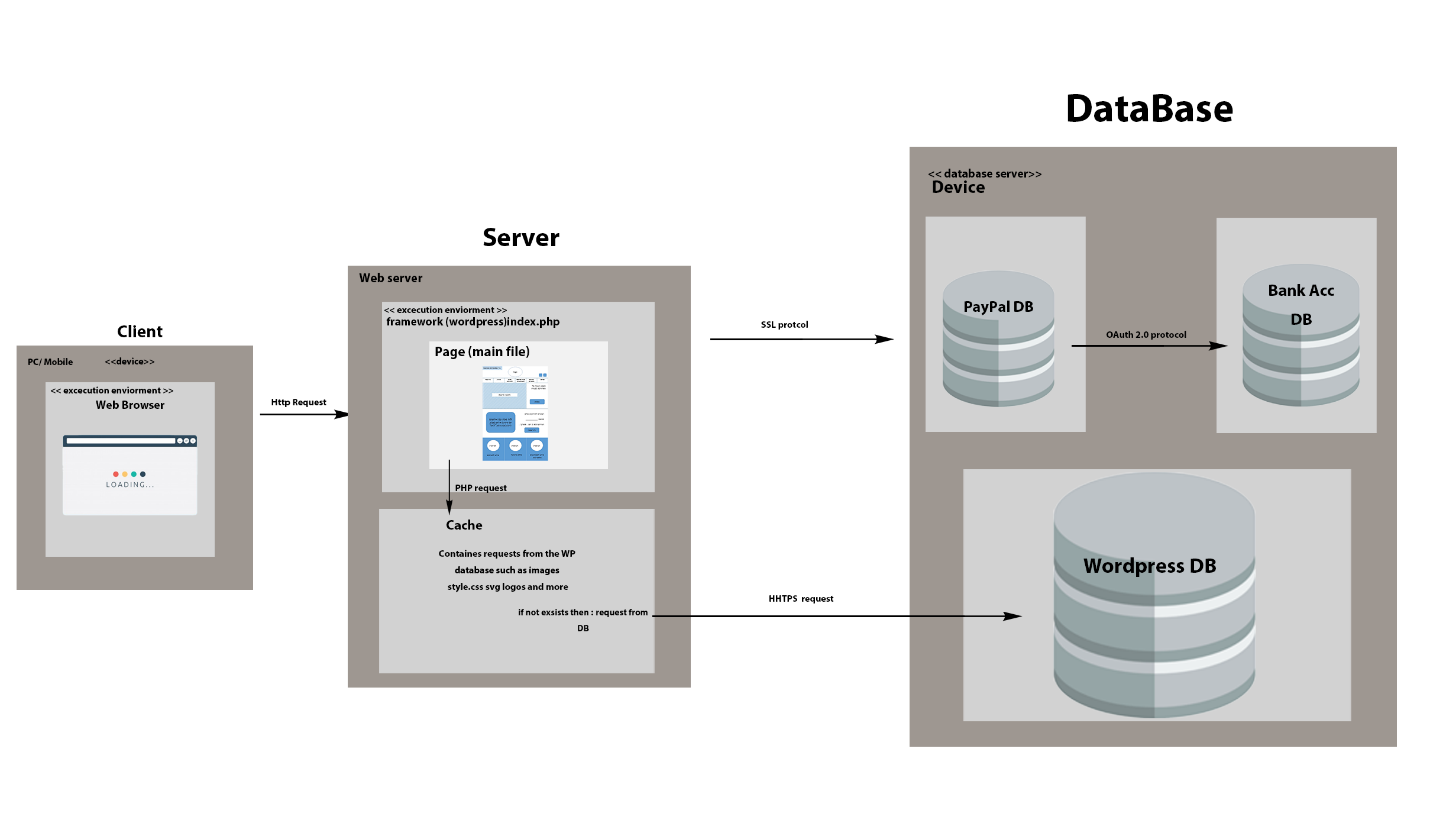 DataBase
<< database server>>
Device
PayPal DB
Bank Acc
DB
OAuth 2.0 protocol
Wordpress DB
Server
Web server
<< excecution enviorment >>
framework (wordpress)index.php
Page (main file)
PHP request
Cache
Containes requests from the WP
database such as images
style.css svg logos and more
if not exsists then : request from
DB
SSL protcol
HHTPS request
Client
PC/ Mobile <<device>>
<< excecution enviorment >>
Web Browser
LOADING...
Http Request